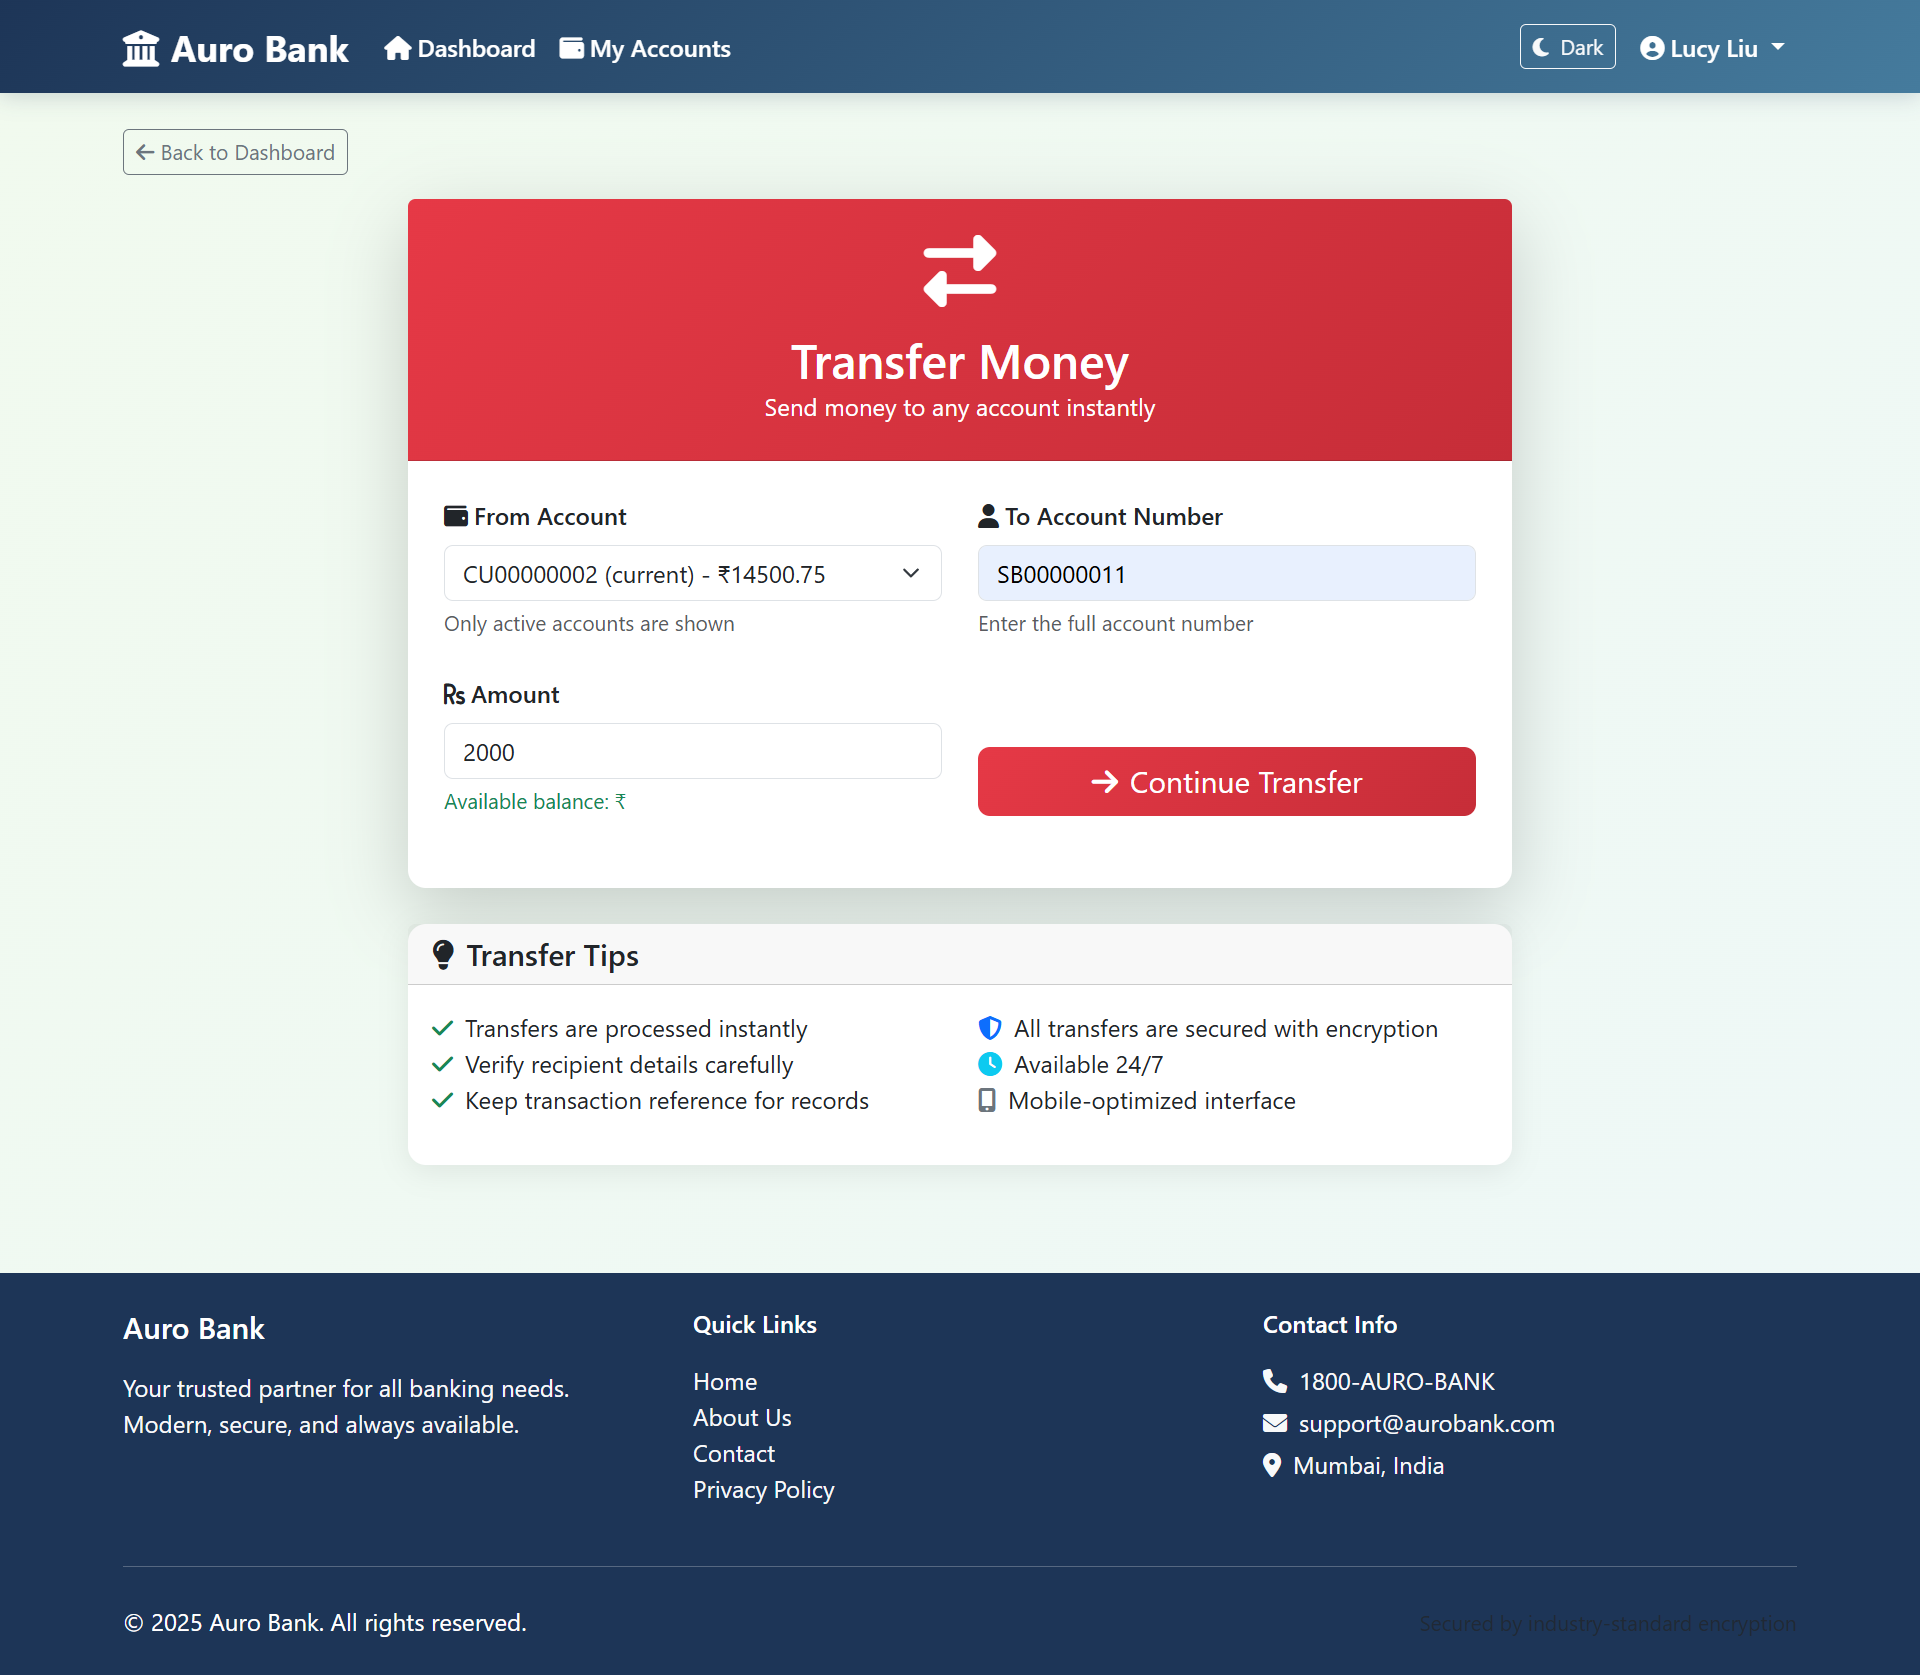 Auro Bank
Dashboard
My Accounts
Dark
Lucy Liu
Back to Dashboard
Transfer Money
Send money to any account instantly
From Account
CU00000002 (current) - ₹14500.75
Only active accounts are shown
To Account Number
SB00000011
Enter the full account number
Rs Amount
2000
Available balance: ₹
Continue Transfer
Transfer Tips
Transfers are processed instantly
Verify recipient details carefully
Keep transaction reference for records
All transfers are secured with encryption
Available 24/7
Mobile-optimized interface
Auro Bank
Your trusted partner for all banking needs.
Modern, secure, and always available.
Quick Links
Home
About Us
Contact
Privacy Policy
Contact Info
1800-AURO-BANK
support@aurobank.com
Mumbai, India
© 2025 Auro Bank. All rights reserved.
Secured by industry-standard encryption